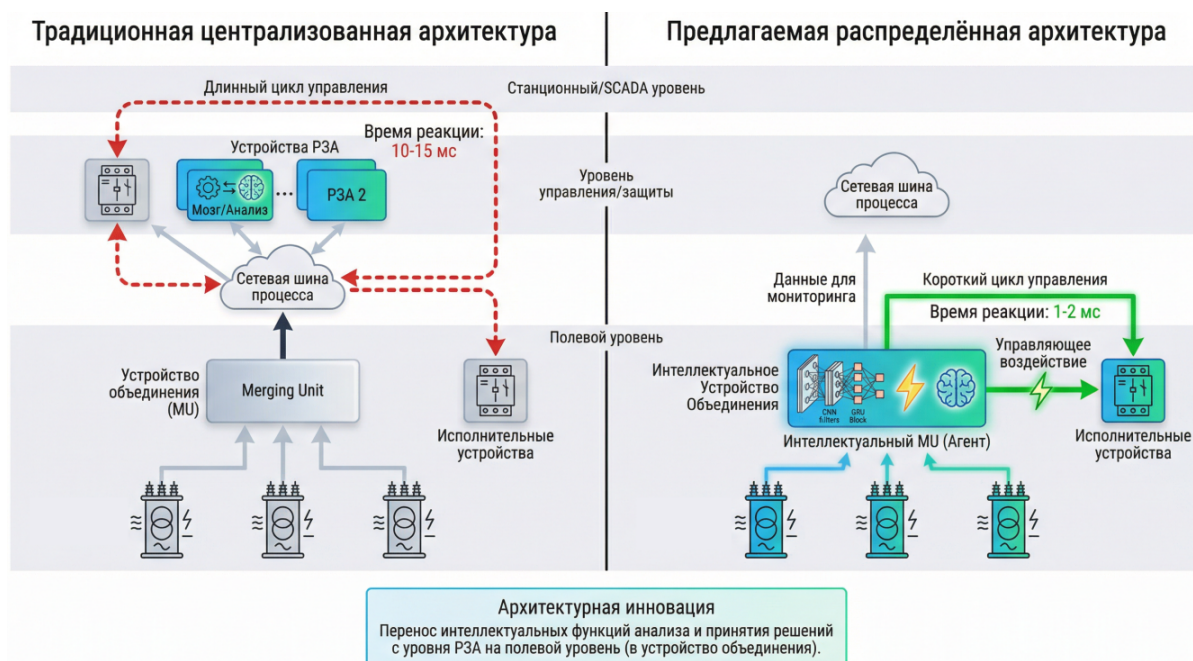 Традиционная централизованная архитектура
Предлагаемая распределённая архитектура
Длинный цикл управления
Станционный/SCADA уровень
Время реакции:
10-15 мс
Устройства РЗА
Мозг/Анализ
...
РЗА 2
Уровень
управления/защиты
Сетевая шина
процесса
Сетевая шина
процесса
Данные для
мониторинга
Короткий цикл управления
Время реакции: 1-2 мс
Полевой уровень
Управляющее
воздействие
Устройство
объединения
(MU)
Merging Unit
Исполнительные
устройства
Интеллектуальное
Устройство
Объединения
CNN
filters
GRU
Block
Интеллектуальный MU (Агент)
Исполнительные
устройства
Архитектурная инновация
Перенос интеллектуальных функций анализа и принятия решений
с уровня РЗА на полевой уровень (в устройство объединения).